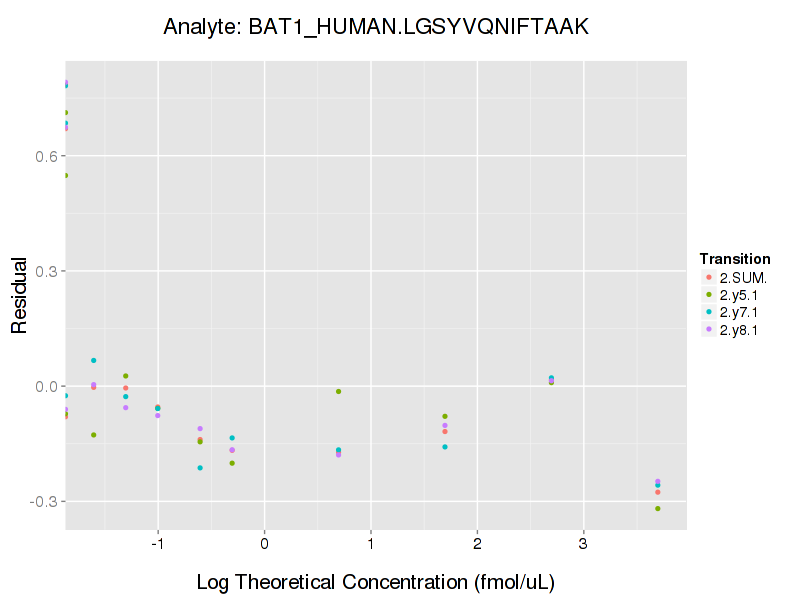 Analyte: BAT1_HUMAN.LGSYVQNIFTAAK
Residual
0.6
0.3
0.0
-0.3
-1 0 1 2 3
Log Theoretical Concentration (fmol/uL)
Transition
2.SUM.
2.y5.1
2.y7.1
2.y8.1